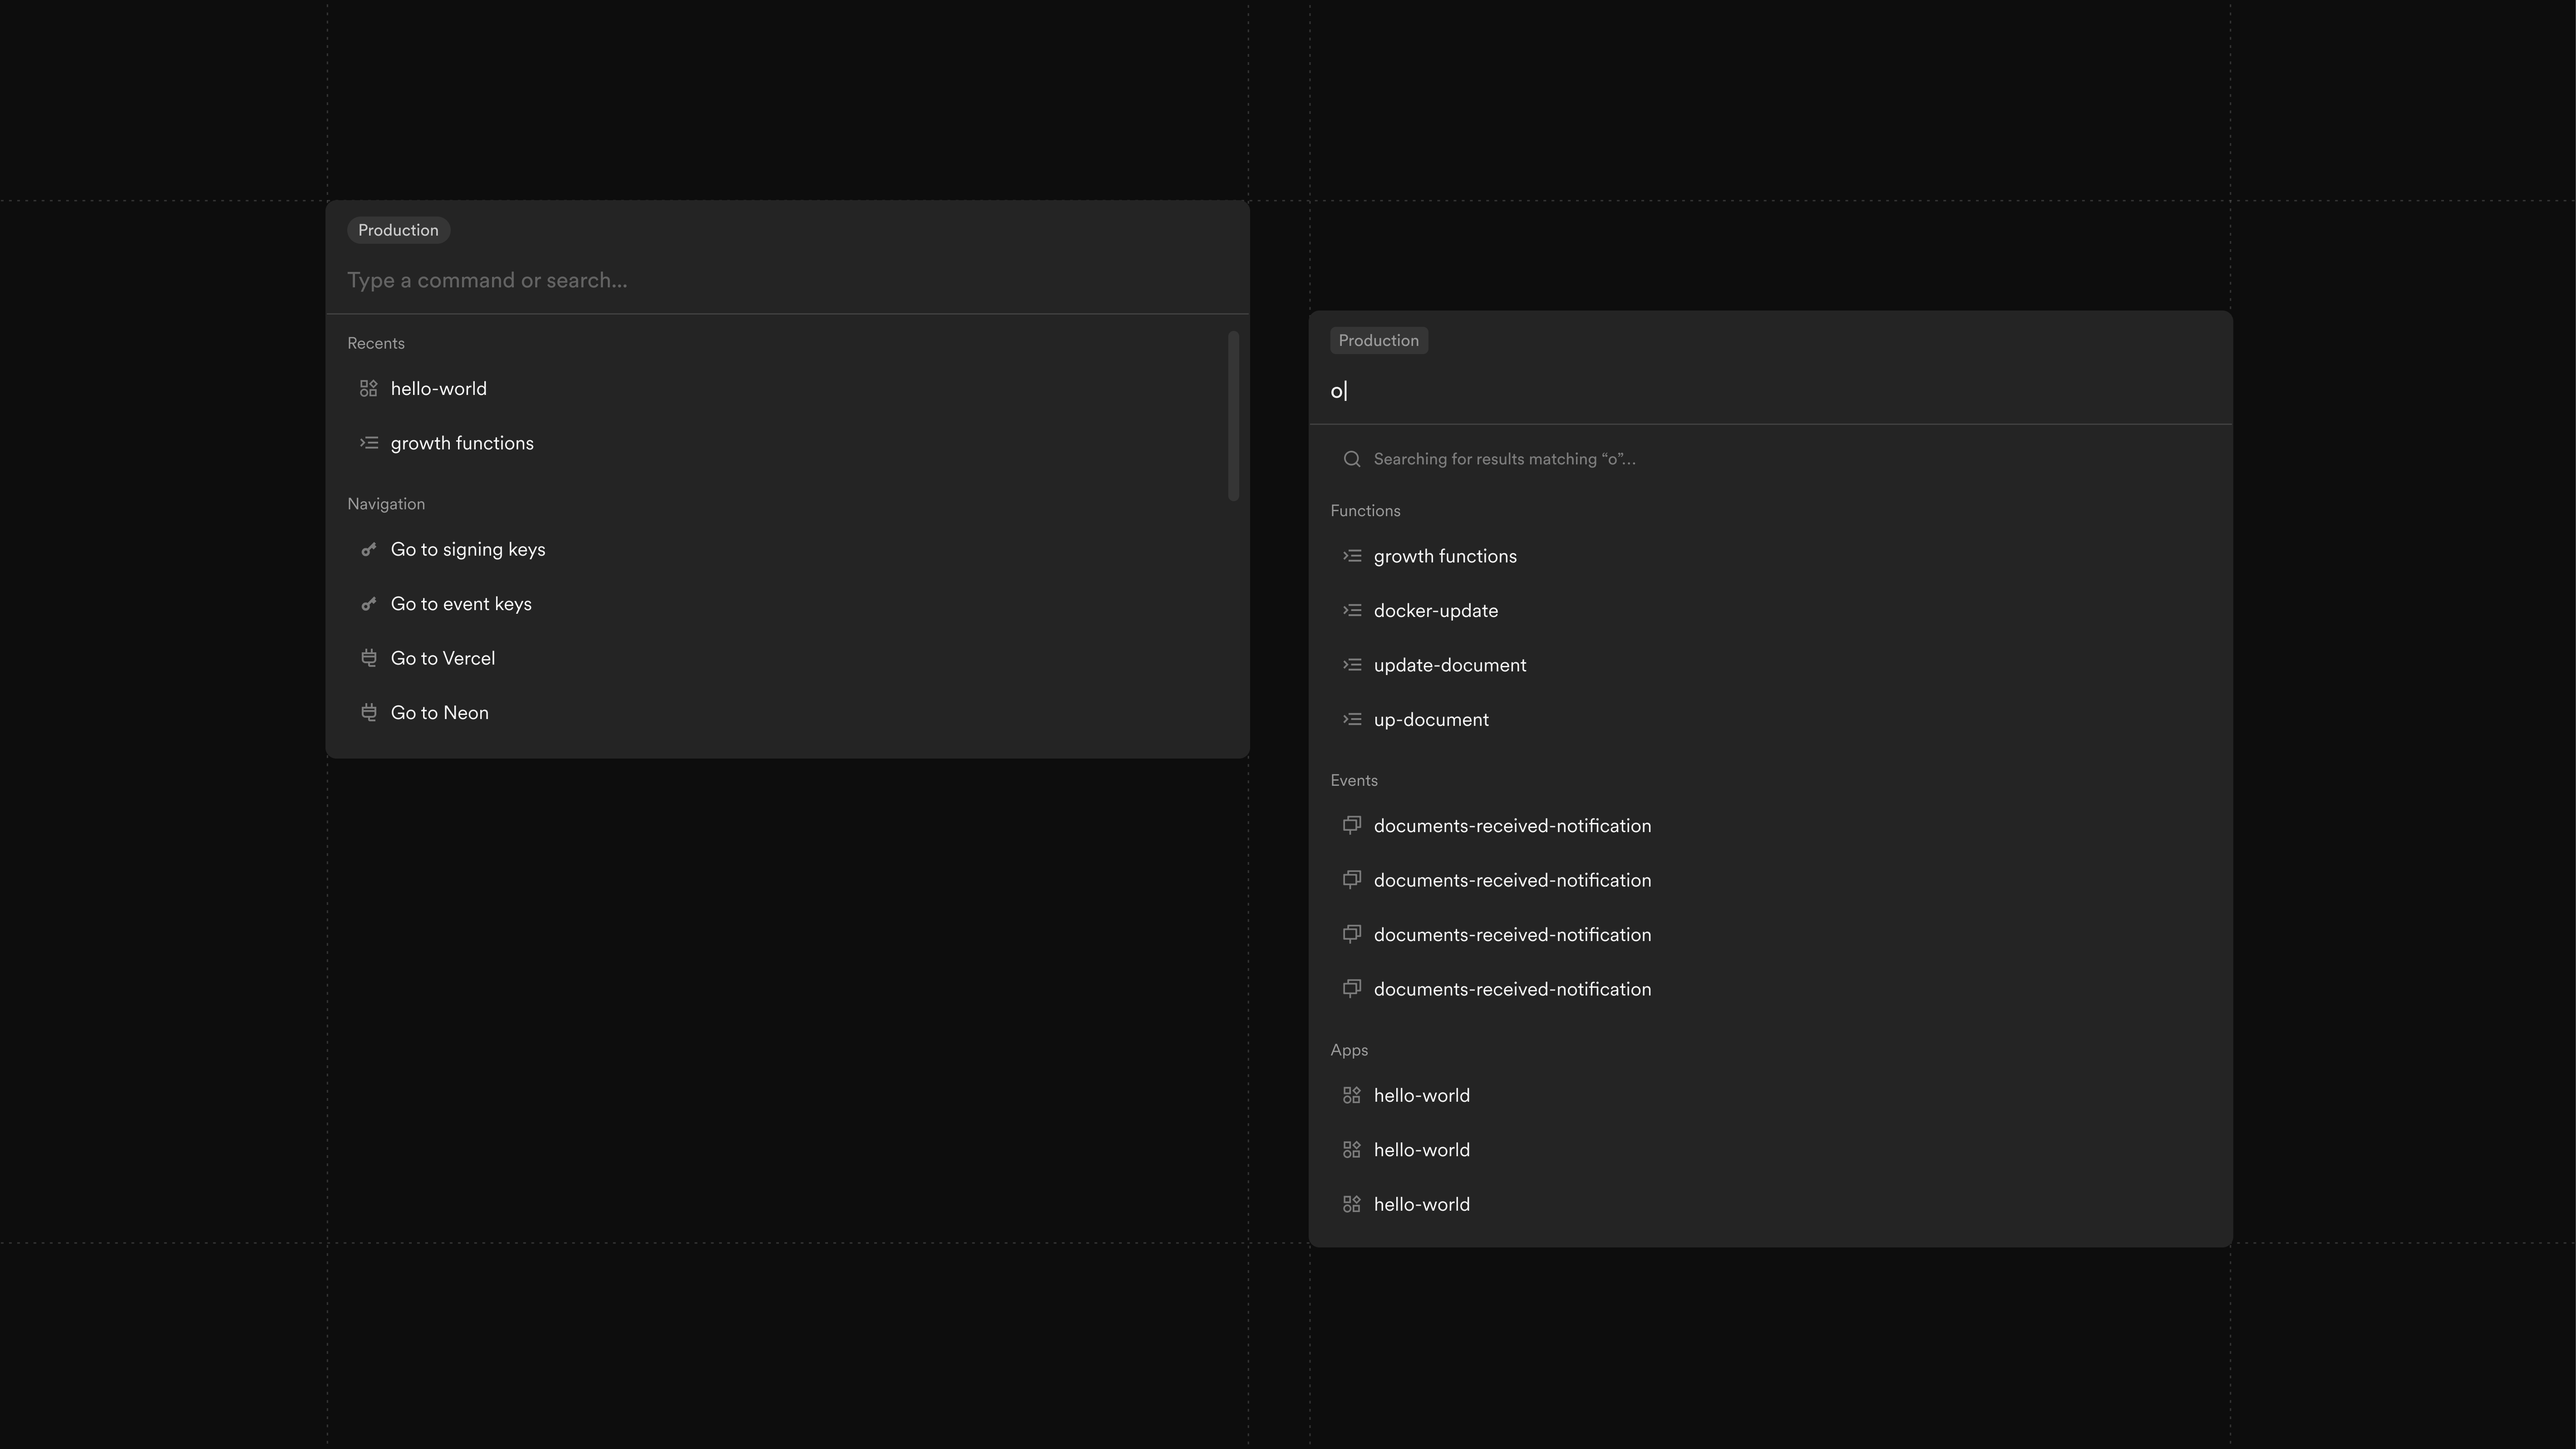 Production
Type a command or search...
Recents
hello-world
growth functions
Navigation
Go to signing keys
Go to event keys
Go to Vercel
Go to Neon
Production
o
Searching for results matching “o”...
Functions
growth functions
docker-update
update-document
up-document
Events
documents-received-notification
documents-received-notification
documents-received-notification
documents-received-notification
Apps
hello-world
hello-world
hello-world